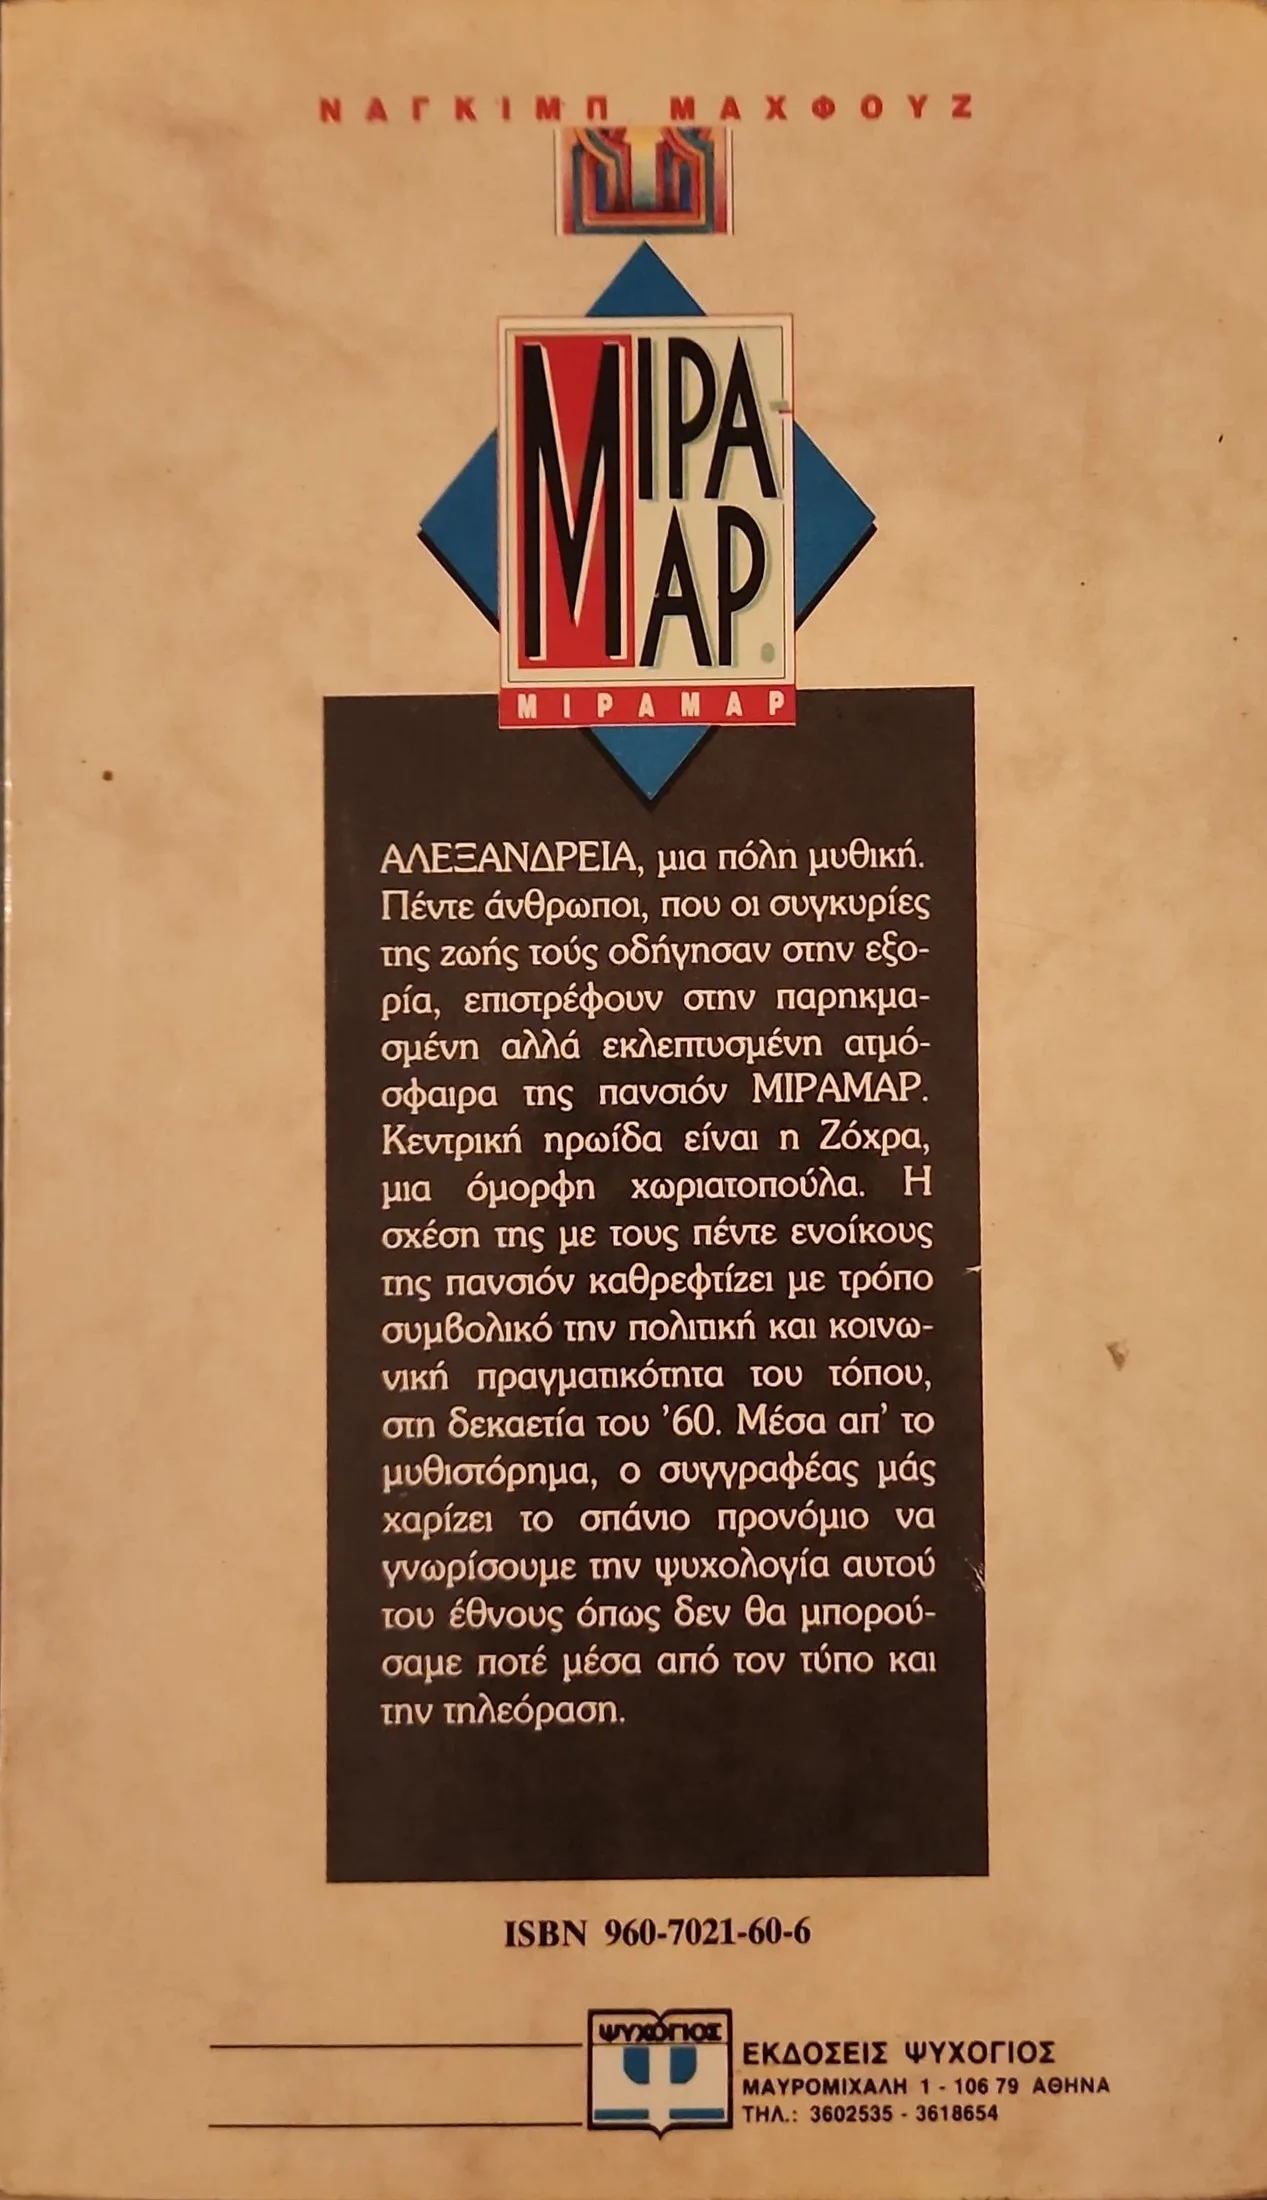 ΝΑΓΚΙΜΠ ΜΑΧΦΟΥΖ
ΜΙΡΑ-
ΜΑΡ.
ΜΙΡΑΜΑΡ
ΑΛΕΞΑΝΔΡΕΙΑ, μια πόλη μυθική.
Πέντε άνθρωποι, που οι συγκυρίες
της ζωής τούς οδήγησαν στην εξο-
ρία, επιστρέφουν στην παρηκμα-
σμένη αλλά εκλεπτυσμένη ατμό-
σφαιρα της πανσιόν ΜΙΡΑΜΑΡ.
Κεντρική ηρωίδα είναι η Ζόχρα,
μια όμορφη χωριατοπούλα. Η
σχέση της με τους πέντε ενοίκους
της πανσιόν καθρεφτίζει με τρόπο
συμβολικό την πολιτική και κοινω-
νική πραγματικότητα του τόπου,
στη δεκαετία του ’60. Μέσα απ’ το
μυθιστόρημα, ο συγγραφέας μάς
χαρίζει το σπάνιο προνόμιο να
γνωρίσουμε την ψυχολογία αυτού
του έθνους όπως δεν θα μπορού-
σαμε ποτέ μέσα από τον τύπο και
την τηλεόραση.
ISBN 960-7021-60-6
ΨΥΧΟΓΙΟΣ
ΕΚΔΟΣΕΙΣ ΨΥΧΟΓΙΟΣ
ΜΑΥΡΟΜΙΧΑΛΗ 1 - 106 79 ΑΘΗΝΑ
ΤΗΛ.: 3602535 - 3618654